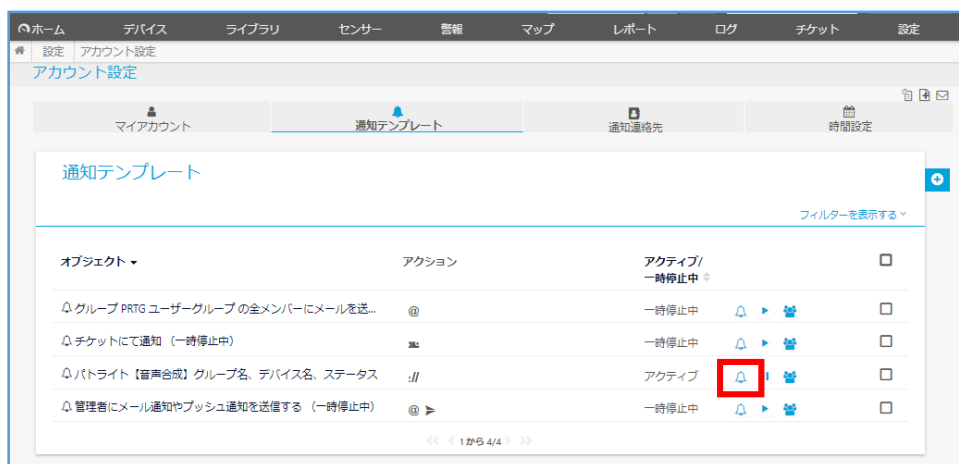 ホーム デバイス ライブラリ センサー 警報 マップ レポート ログ チケット 設定
設定 アカウント設定
アカウント設定
マイアカウント 通知テンプレート 通知連絡先 時間設定
通知テンプレート
フィルターを表示する
オブジェクト アクション アクティブ/
一時停止中
グループ PRTG ユーザーグループ の全メンバーにメールを送... @ 一時停止中
チケットにて通知 （一時停止中） 一時停止中
パトライト【音声合成】グループ名、デバイス名、ステータス :// アクティブ
管理者にメール通知やプッシュ通知を送信する （一時停止中） @ 一時停止中
1から 4/4